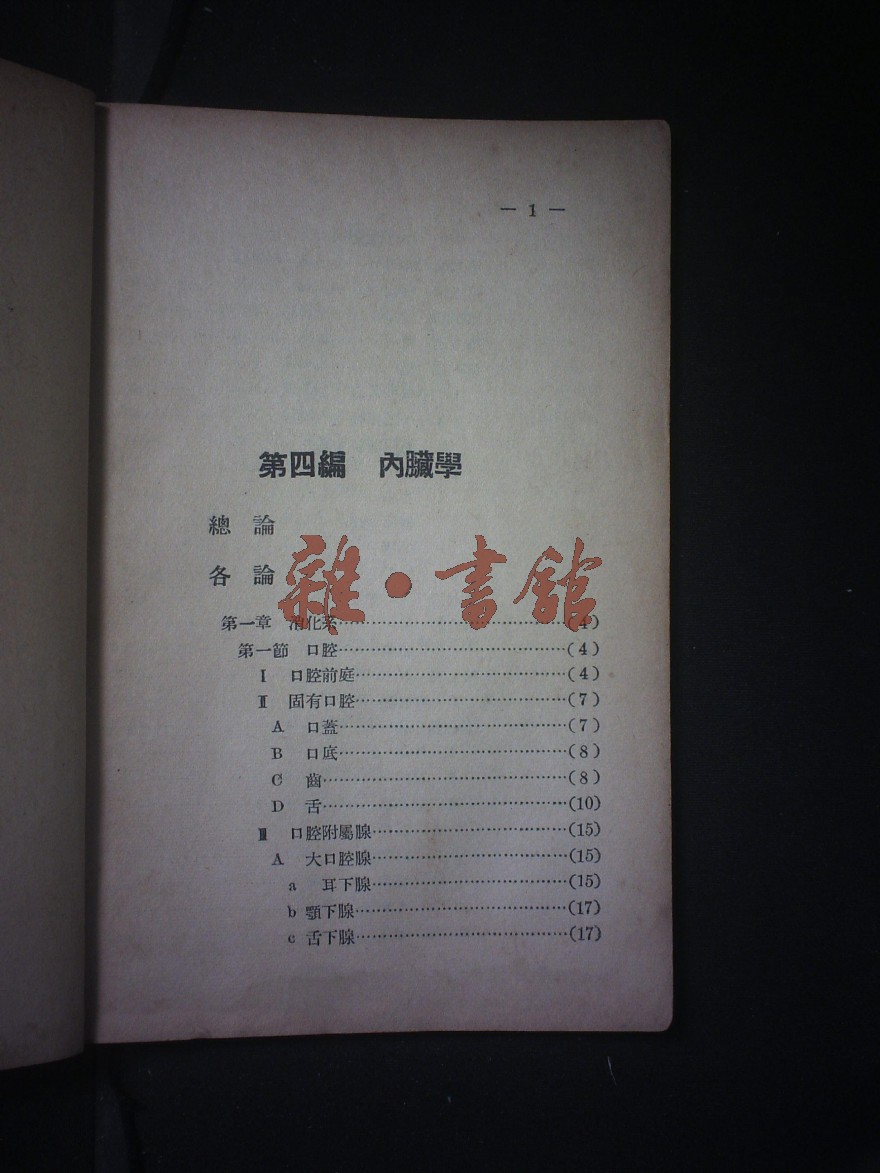 — 1 —
第四編　內臟學
總　論
各　論
雜·書館
第一章　消化系……………………………(4)
第一節　口腔……………………………(4)
Ⅰ　口腔前庭……………………………(4)
Ⅱ　固有口腔……………………………(7)
A　口蓋……………………………(7)
B　口底……………………………(8)
C　齒……………………………(8)
D　舌……………………………(10)
Ⅲ　口腔附屬腺……………………………(15)
A　大口腔腺……………………………(15)
a　耳下腺……………………………(15)
b 顎下腺……………………………(17)
c 舌下腺……………………………(17)